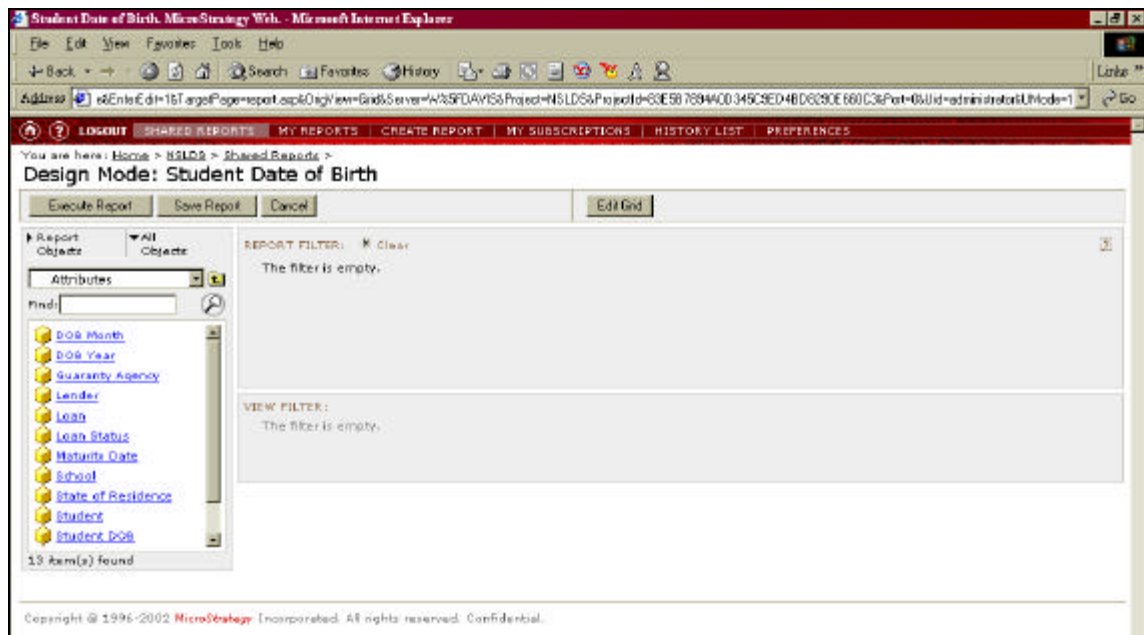 Student Date of Birth. MicroStrategy Web. - Microsoft Internet Explorer
File Edit View Favorites Tools Help
Back Search Favorites History Links »
Address Go
LOGOUT SHARED REPORTS | MY REPORTS | CREATE REPORT | MY SUBSCRIPTIONS | HISTORY LIST | PREFERENCES
You are here: Home > NSLDS > Shared Reports >
Design Mode: Student Date of Birth
Execute Report Save Report Cancel Edit Grid
Report Objects All Objects
REPORT FILTER: Clear
The filter is empty.
Attributes
Find:
DOB Month
DOB Year
Guaranty Agency
Lender
Loan
Loan Status
Maturity Date
School
State of Residence
Student
Student DOB
13 item(s) found
VIEW FILTER:
The filter is empty.
Copyright @ 1996-2002 MicroStrategy Incorporated. All rights reserved. Confidential.